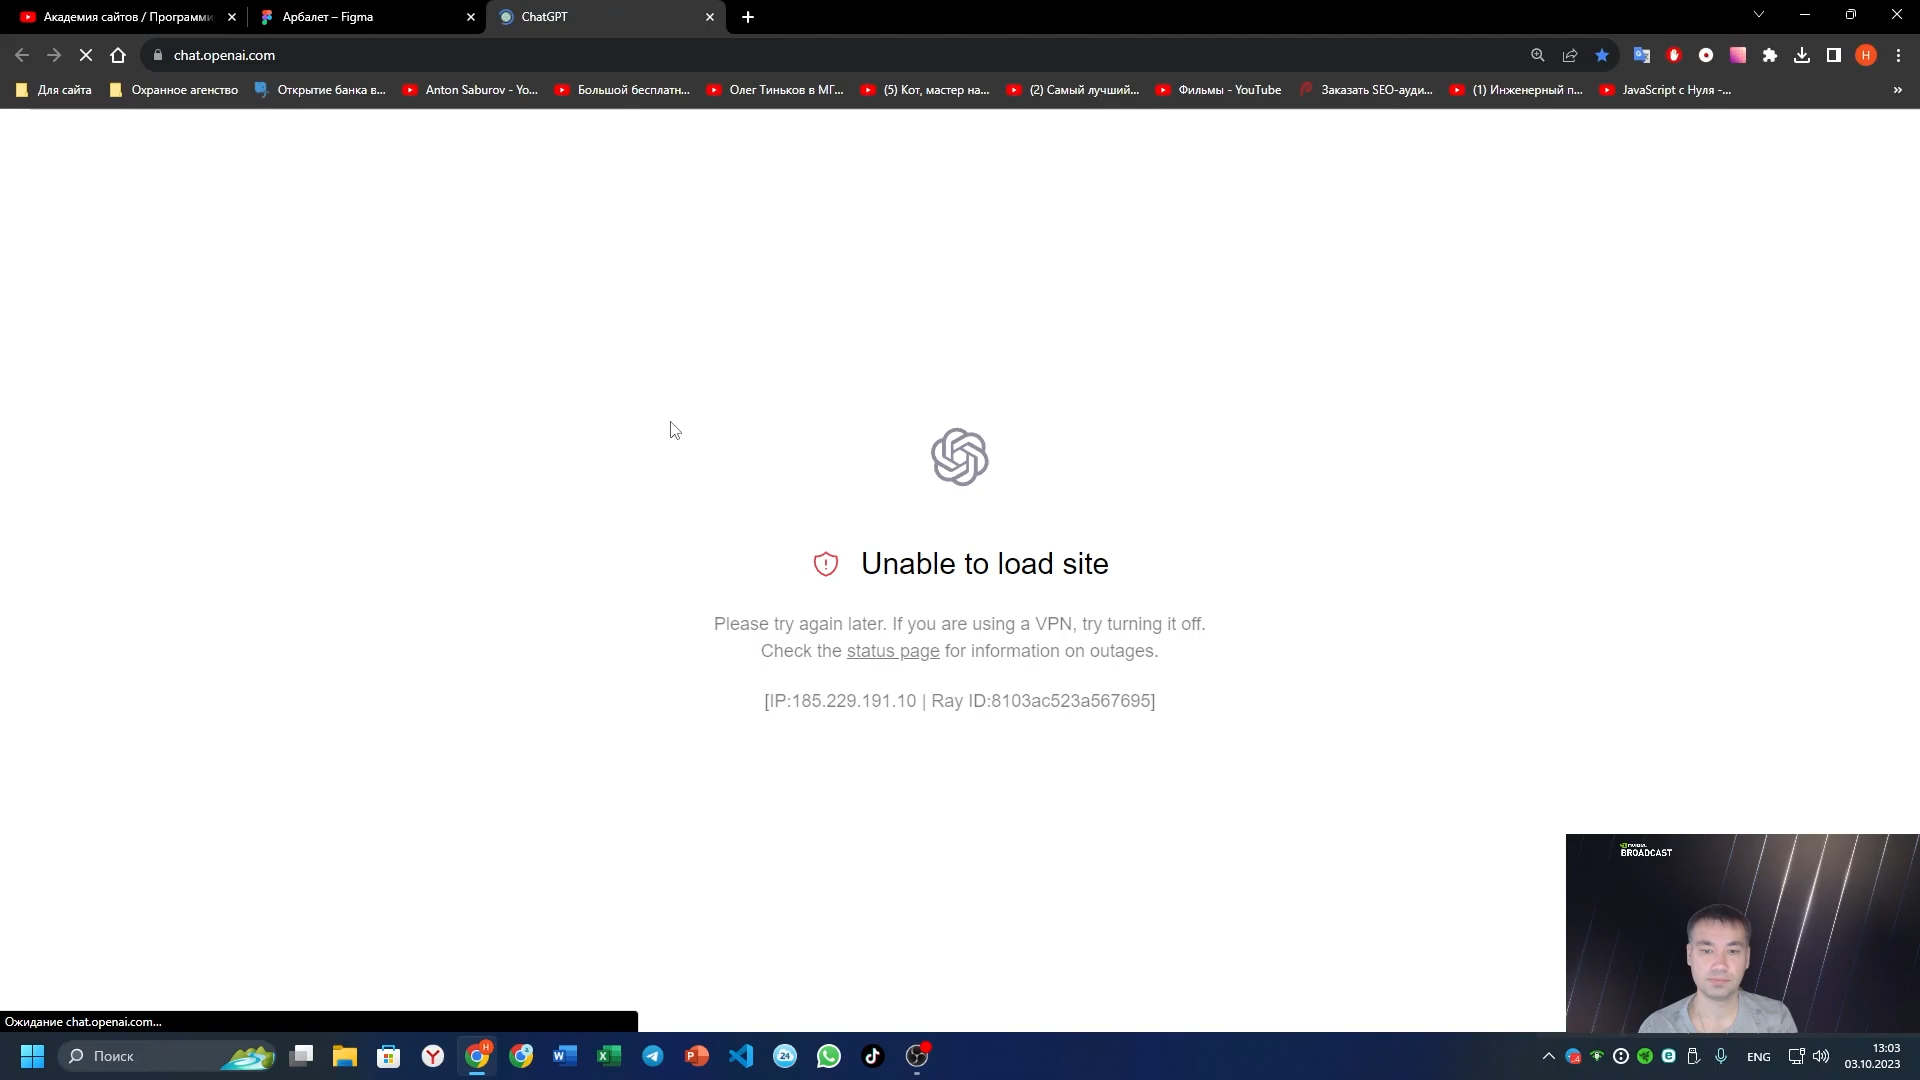 Академия сайтов / Программи
Арбалет – Figma
ChatGPT
chat.openai.com
H
Для сайта
Охранное агенство
Открытие банка в...
Anton Saburov - Yo...
Большой бесплатн...
Олег Тиньков в МГ...
(5) Кот, мастер на...
(2) Самый лучший...
Фильмы - YouTube
Заказать SEO-ауди...
(1) Инженерный п...
JavaScript с Нуля -...
»
Unable to load site
Please try again later. If you are using a VPN, try turning it off.
Check the status page for information on outages.
[IP:185.229.191.10 | Ray ID:8103ac523a567695]
NVIDIA.
BROADCAST
Ожидание chat.openai.com...
Поиск
H
24
ENG
13:03
03.10.2023